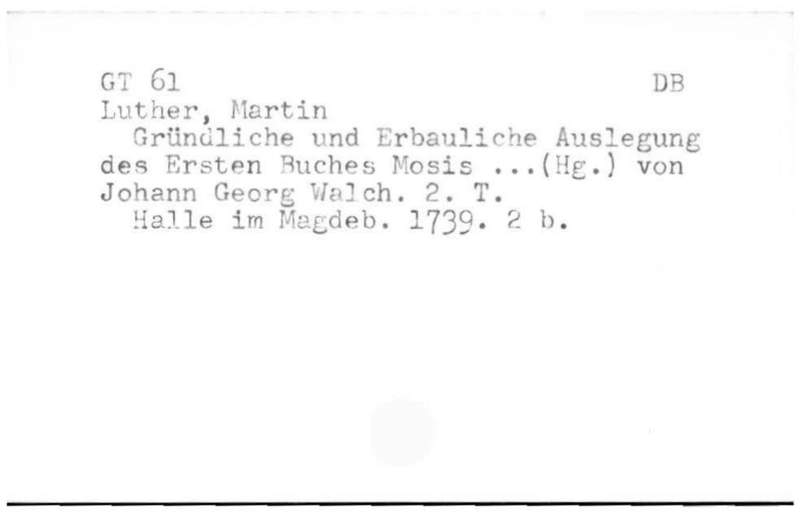 GT 61 DB
Luther, Martin
Gründliche und Erbauliche Auslegung
des Ersten Buches Mosis ...(Hg.) von
Johann Georg Walch. 2. T.
Halle im Magdeb. 1739. 2 b.